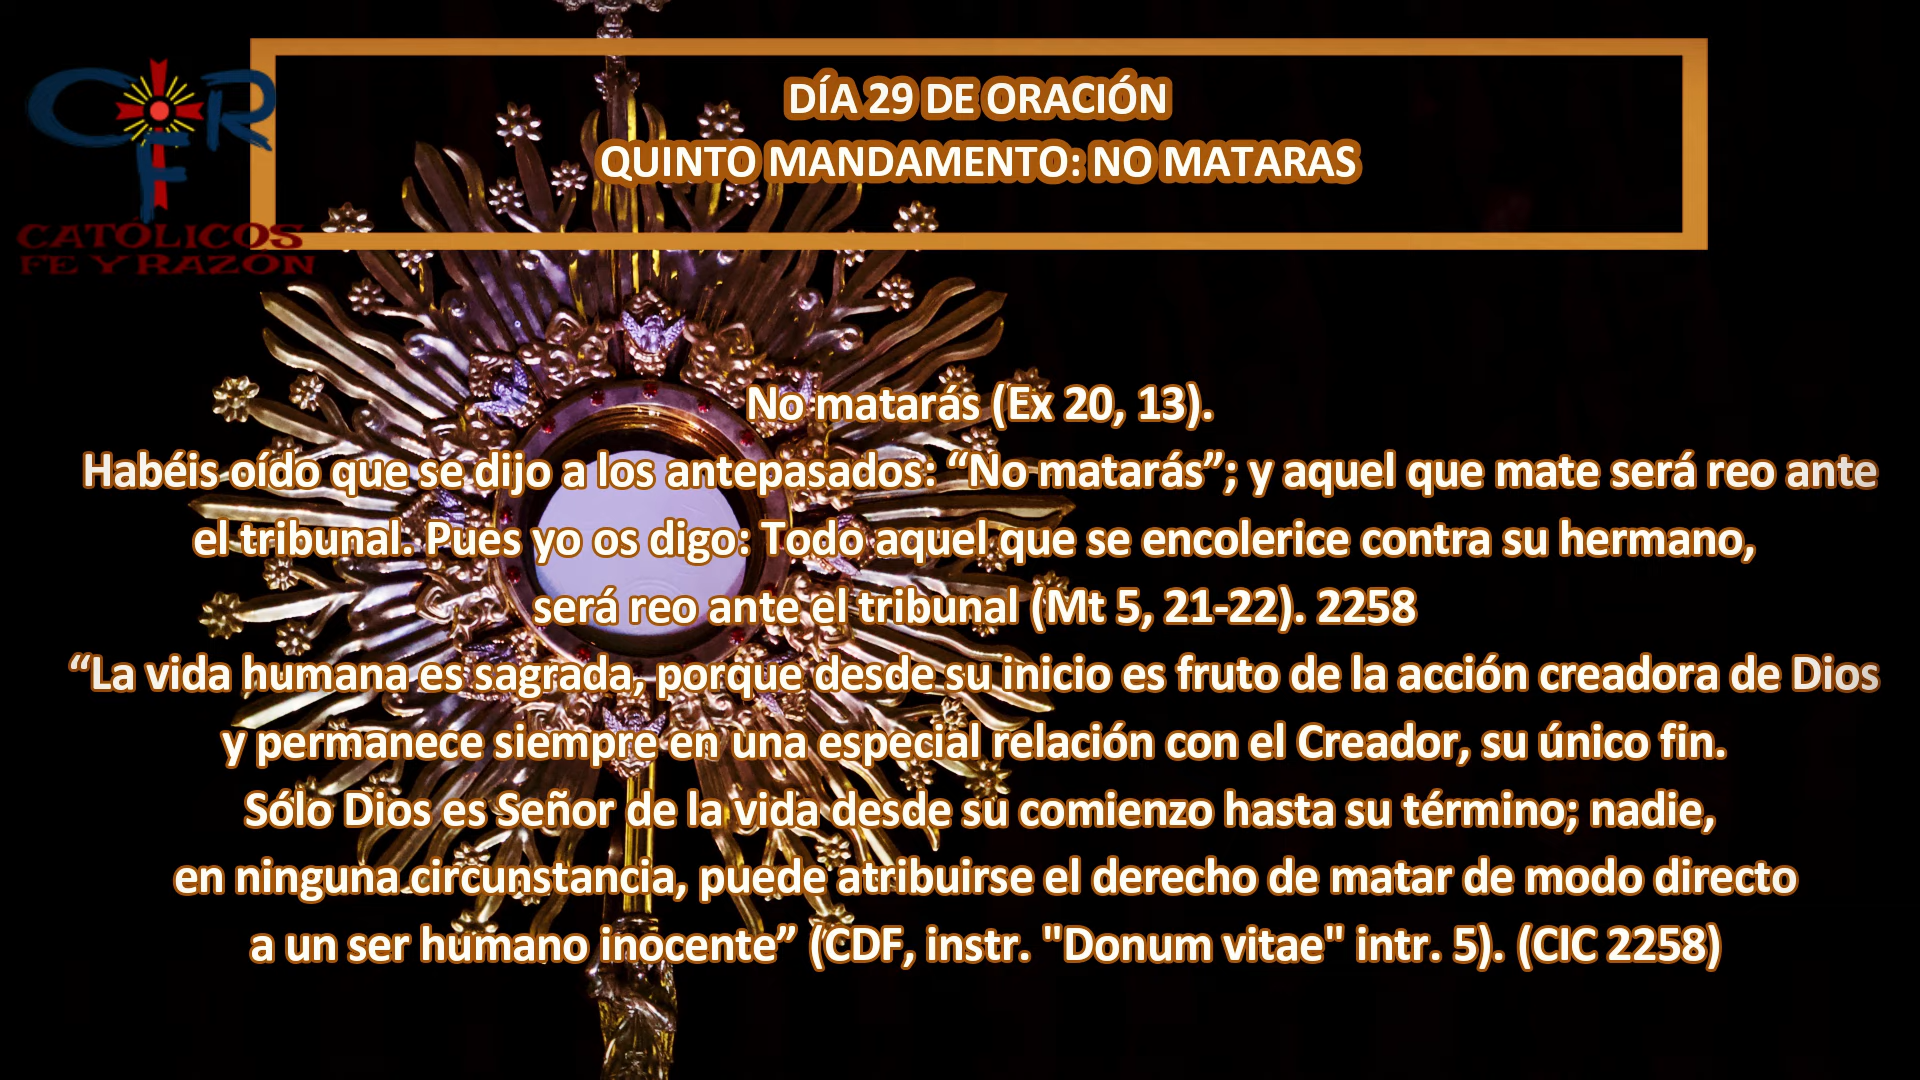 CFR
CATÓLICOS
FE Y RAZÓN
DÍA 29 DE ORACIÓN
QUINTO MANDAMENTO: NO MATARAS
No matarás (Ex 20, 13).
Habéis oído que se dijo a los antepasados: “No matarás”; y aquel que mate será reo ante
el tribunal. Pues yo os digo: Todo aquel que se encolerice contra su hermano,
será reo ante el tribunal (Mt 5, 21-22). 2258
“La vida humana es sagrada, porque desde su inicio es fruto de la acción creadora de Dios
y permanece siempre en una especial relación con el Creador, su único fin.
Sólo Dios es Señor de la vida desde su comienzo hasta su término; nadie,
en ninguna circunstancia, puede atribuirse el derecho de matar de modo directo
a un ser humano inocente” (CDF, instr. "Donum vitae" intr. 5). (CIC 2258)